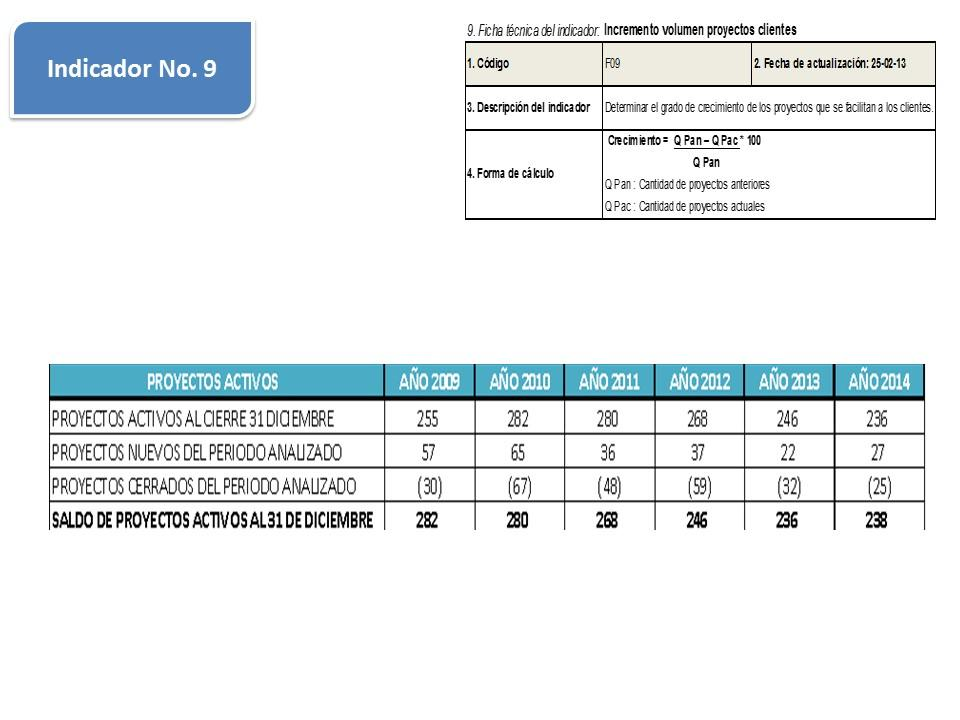 Indicador No. 9
9. Ficha técnica del indicador: Incremento volumen proyectos clientes
1. Código F09 2. Fecha de actualización: 25-02-13
3. Descripción del indicador Determinar el grado de crecimiento de los proyectos que se facilitan a los clientes.
4. Forma de cálculo
Crecimiento = Q Pan – Q Pac * 100
Q Pan
Q Pan : Cantidad de proyectos anteriores
Q Pac : Cantidad de proyectos actuales
PROYECTOS ACTIVOS AÑO 2009 AÑO 2010 AÑO 2011 AÑO 2012 AÑO 2013 AÑO 2014
PROYECTOS ACTIVOS AL CIERRE 31 DICIEMBRE 255 282 280 268 246 236
PROYECTOS NUEVOS DEL PERIODO ANALIZADO 57 65 36 37 22 27
PROYECTOS CERRADOS DEL PERIODO ANALIZADO (30) (67) (48) (59) (32) (25)
SALDO DE PROYECTOS ACTIVOS AL 31 DE DICIEMBRE 282 280 268 246 236 238